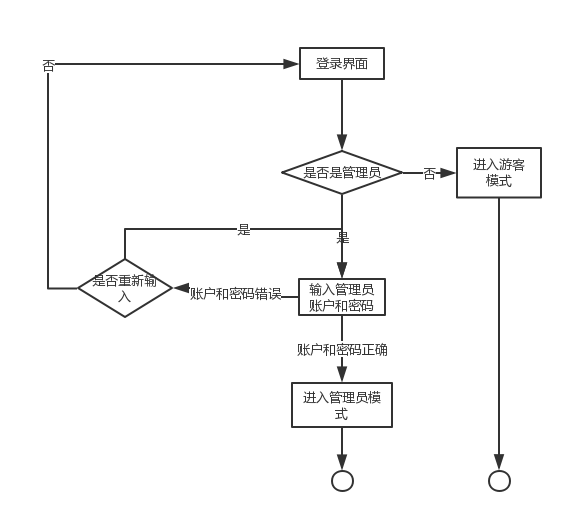 否
登录界面
是否是管理员
否
进入游客
模式
是
是
是否重新输
入
账户和密码错误
输入管理员
账户和密码
账户和密码正确
进入管理员模
式